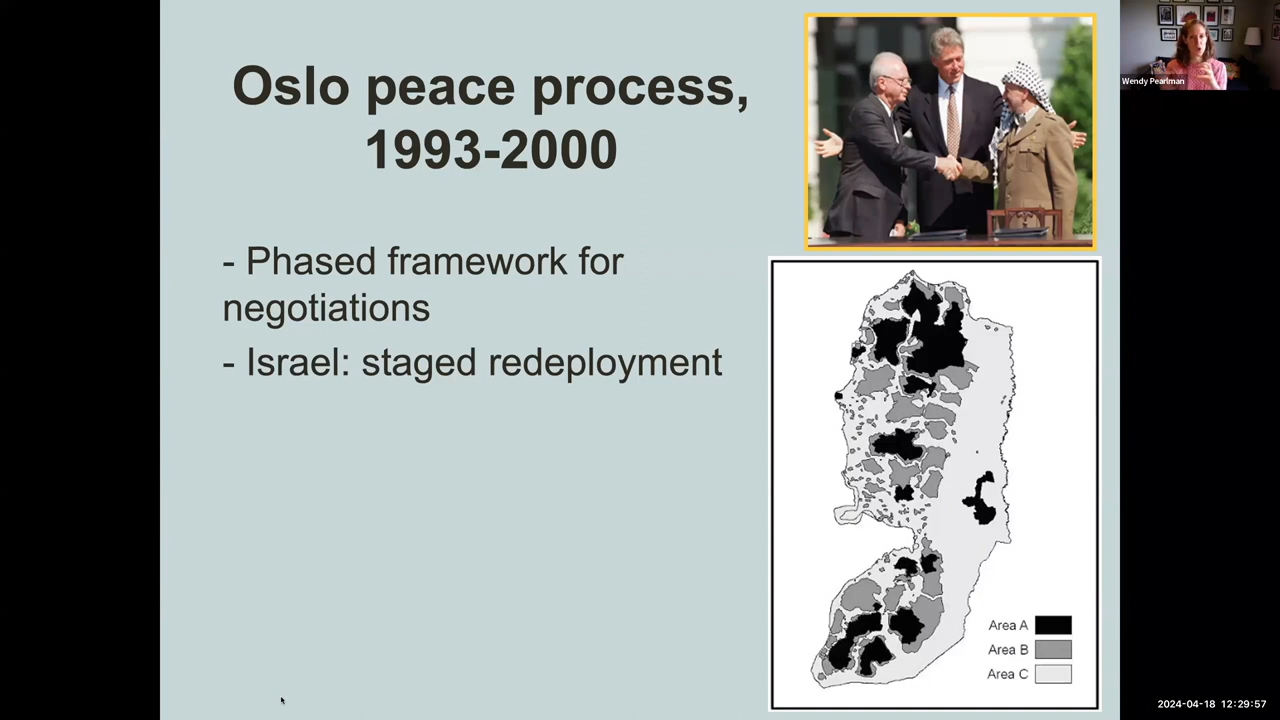 Oslo peace process,
1993-2000
- Phased framework for
negotiations
- Israel: staged redeployment
Area A
Area B
Area C
Wendy Pearlman
2024-04-18 12:29:57